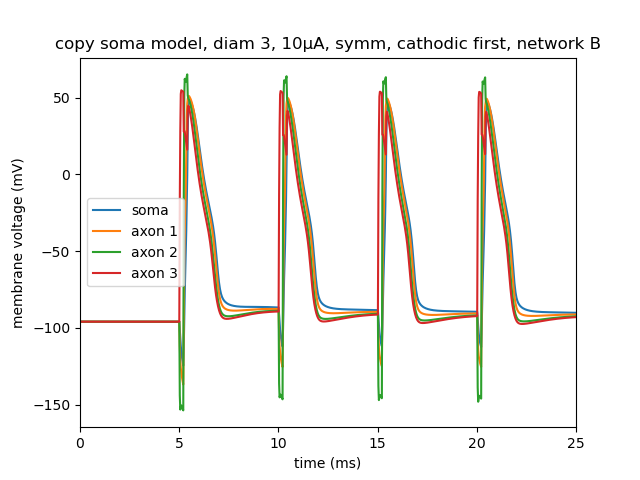 copy soma model, diam 3, 10μA, symm, cathodic first, network B
membrane voltage (mV)
50
0
−50
−100
−150
soma
axon 1
axon 2
axon 3
0 5 10 15 20 25
time (ms)